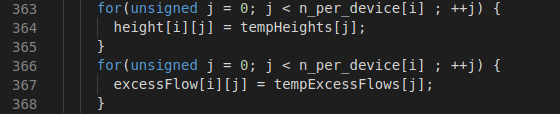 363 for(unsigned j = 0; j < n_per_device[i] ; ++j) {
364 height[i][j] = tempHeights[j];
365 }
366 for(unsigned j = 0; j < n_per_device[i] ; ++j) {
367 excessFlow[i][j] = tempExcessFlows[j];
368 }